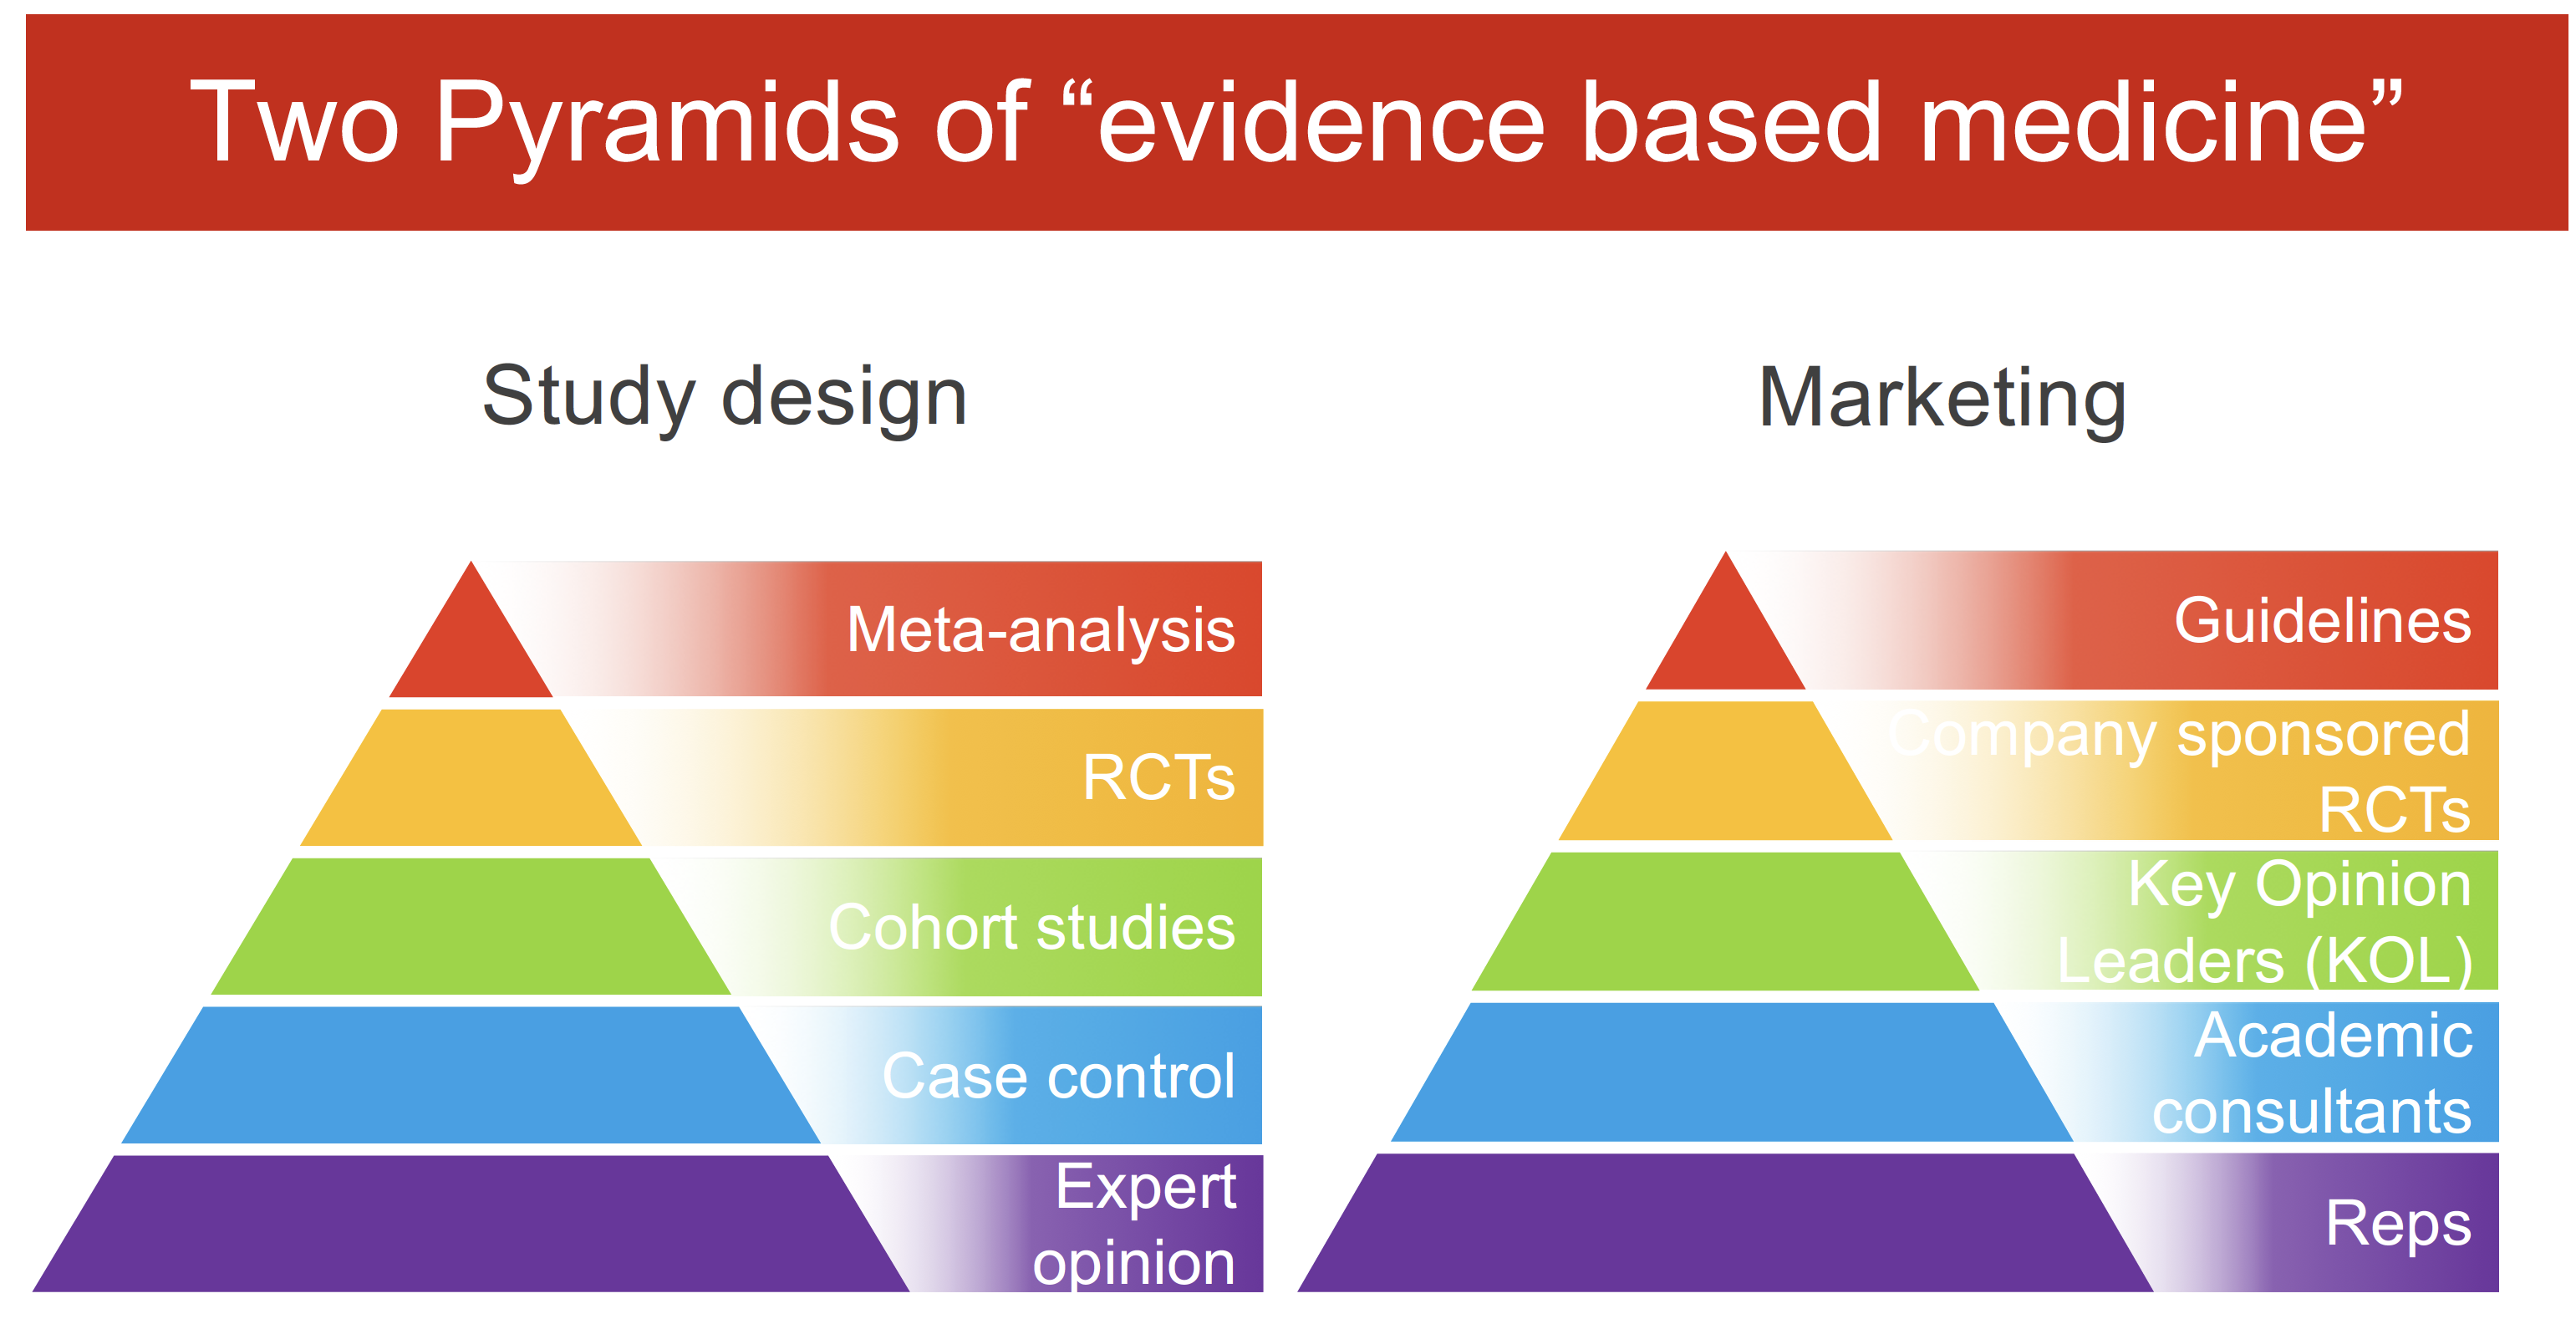 Two Pyramids of “evidence based medicine”
Study design
Meta-analysis
RCTs
Cohort studies
Case control
Expert
opinion
Marketing
Guidelines
Company sponsored
RCTs
Key Opinion
Leaders (KOL)
Academic
consultants
Reps